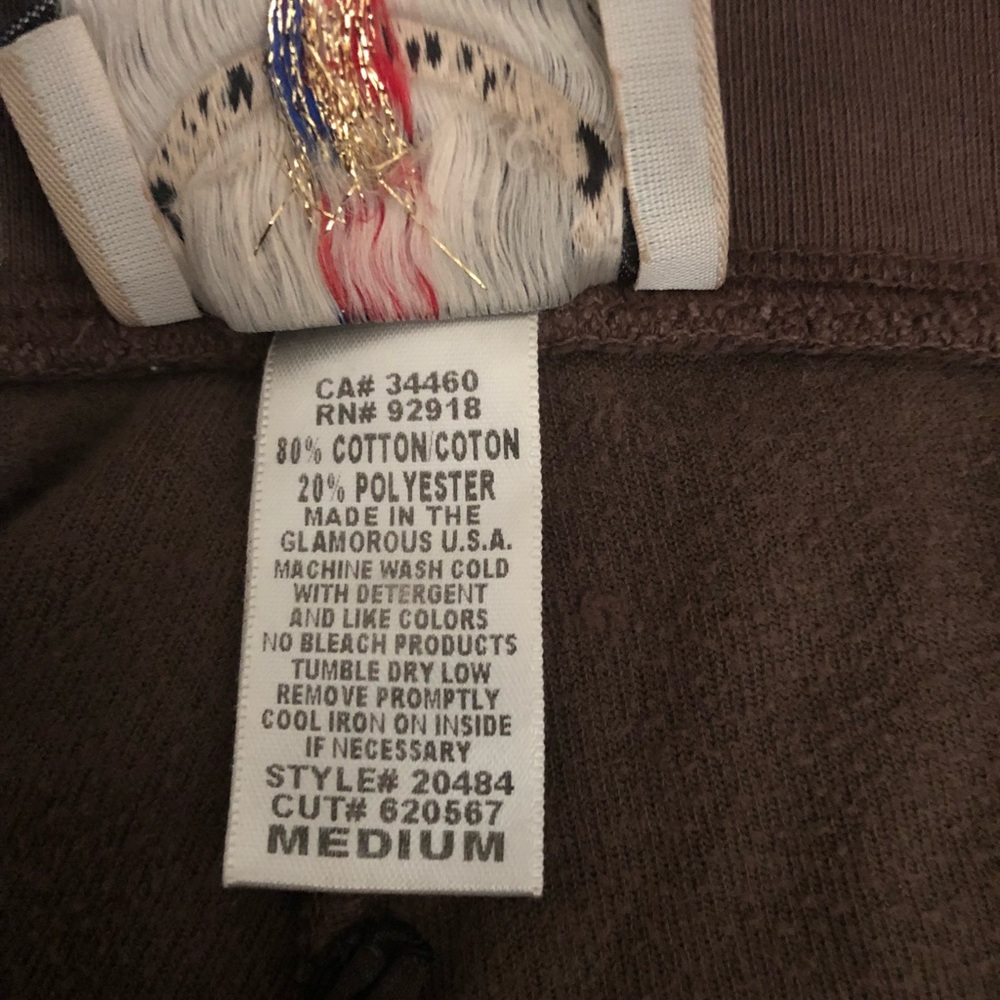 CA# 34460
RN# 92918
80% COTTON/COTON
20% POLYESTER
MADE IN THE
GLAMOROUS U.S.A.
MACHINE WASH COLD
WITH DETERGENT
AND LIKE COLORS
NO BLEACH PRODUCTS
TUMBLE DRY LOW
REMOVE PROMPTLY
COOL IRON ON INSIDE
IF NECESSARY
STYLE# 20484
CUT# 620567
MEDIUM